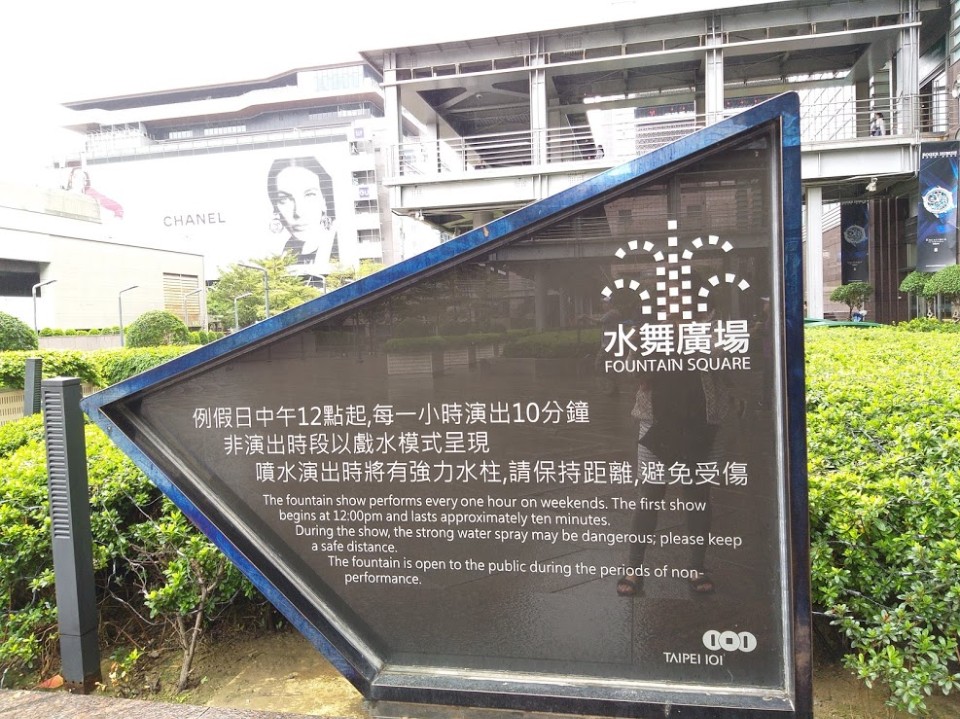 CHANEL
水舞廣場
FOUNTAIN SQUARE
例假日中午12點起,每一小時演出10分鐘
非演出時段以戲水模式呈現
噴水演出時將有強力水柱,請保持距離,避免受傷
The fountain show performs every one hour on weekends. The first show
begins at 12:00pm and lasts approximately ten minutes.
During the show, the strong water spray may be dangerous; please keep
a safe distance.
The fountain is open to the public during the periods of non-
performance.
TAIPEI 101